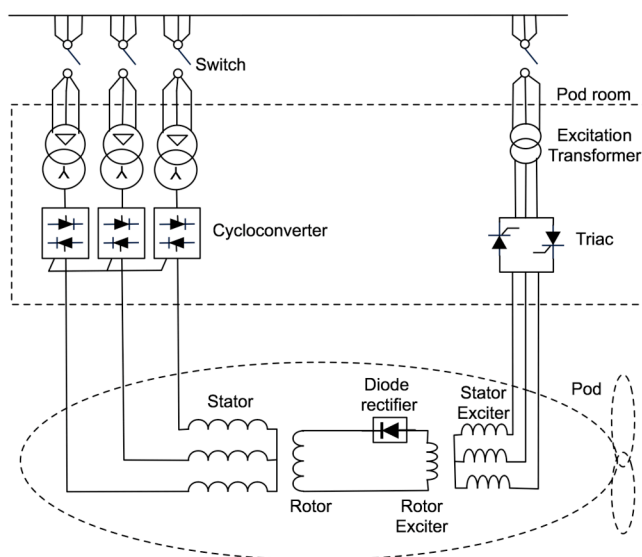 Switch
Pod room
Excitation
Transformer
Cycloconverter
Triac
Pod
Diode
rectifier
Stator
Stator
Exciter
Rotor
Rotor
Exciter